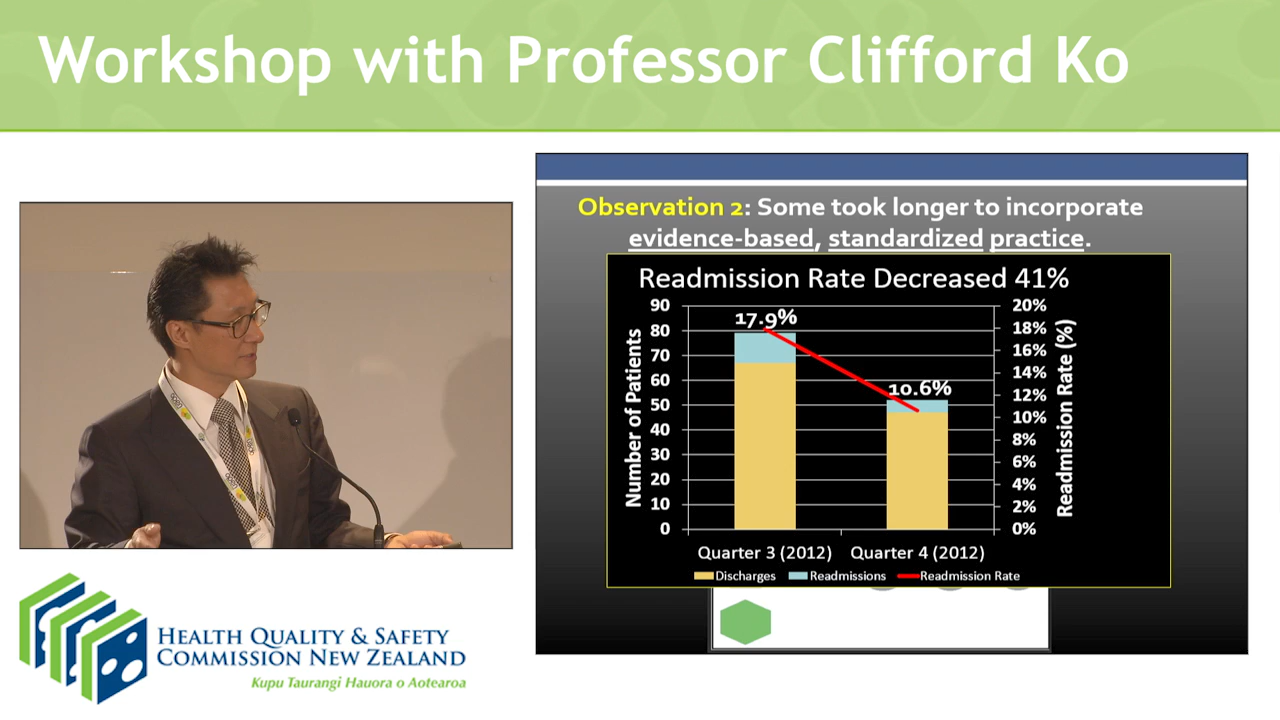 Workshop with Professor Clifford Ko
Observation 2: Some took longer to incorporate
evidence-based, standardized practice.
Readmission Rate Decreased 41%
Number of Patients
90
80
70
60
50
40
30
20
10
0
17.9%
10.6%
20%
18%
16%
14%
12%
10%
8%
6%
4%
2%
0%
Readmission Rate (%)
Quarter 3 (2012) Quarter 4 (2012)
Discharges Readmissions Readmission Rate
HEALTH QUALITY & SAFETY
COMMISSION NEW ZEALAND
Kupu Taurangi Hauora o Aotearoa